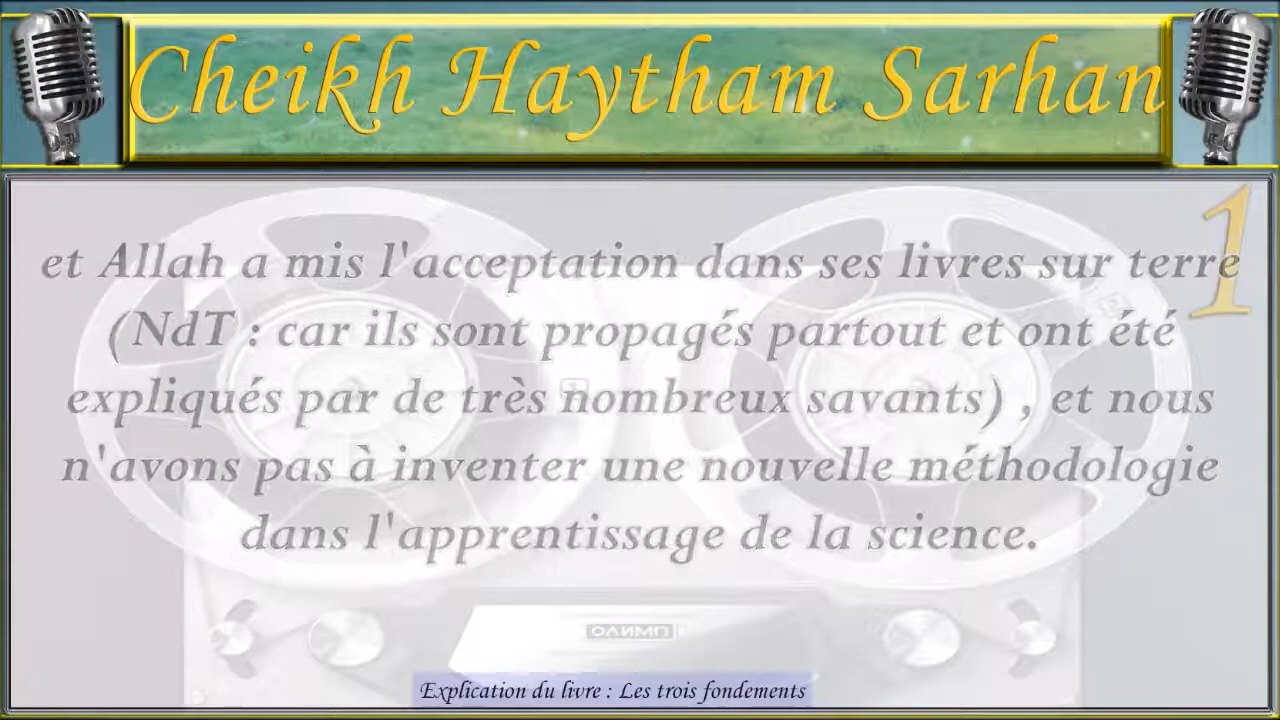 Cheikh Haytham Sarhan
1
et Allah a mis l'acceptation dans ses livres sur terre
(NdT : car ils sont propagés partout et ont été
expliqués par de très nombreux savants) , et nous
n'avons pas à inventer une nouvelle méthodologie
dans l'apprentissage de la science.
Explication du livre : Les trois fondements